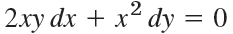 2xy dx + x² dy = 0